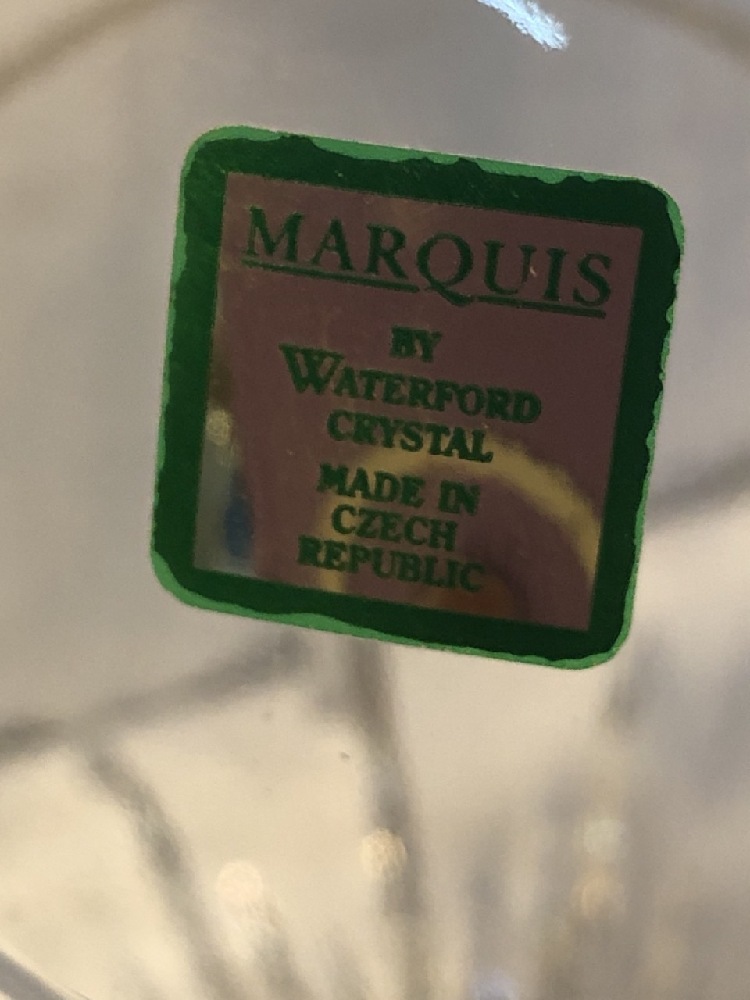 MARQUIS
BY
WATERFORD
CRYSTAL
MADE IN
CZECH
REPUBLIC